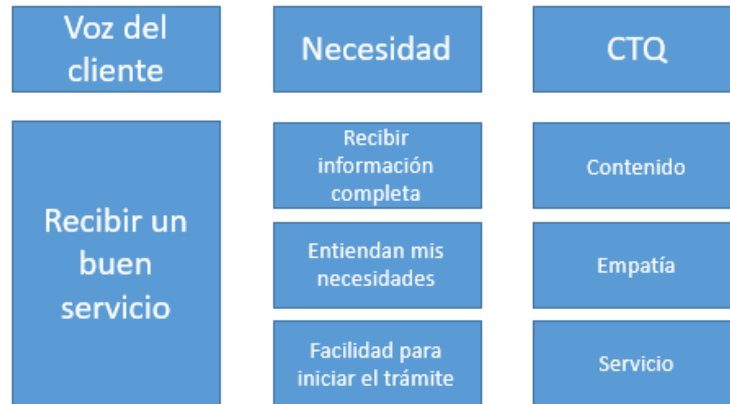 Voz del
cliente
Necesidad
CTQ
Recibir un
buen
servicio
Recibir
información
completa
Contenido
Entiendan mis
necesidades
Empatía
Facilidad para
iniciar el trámite
Servicio